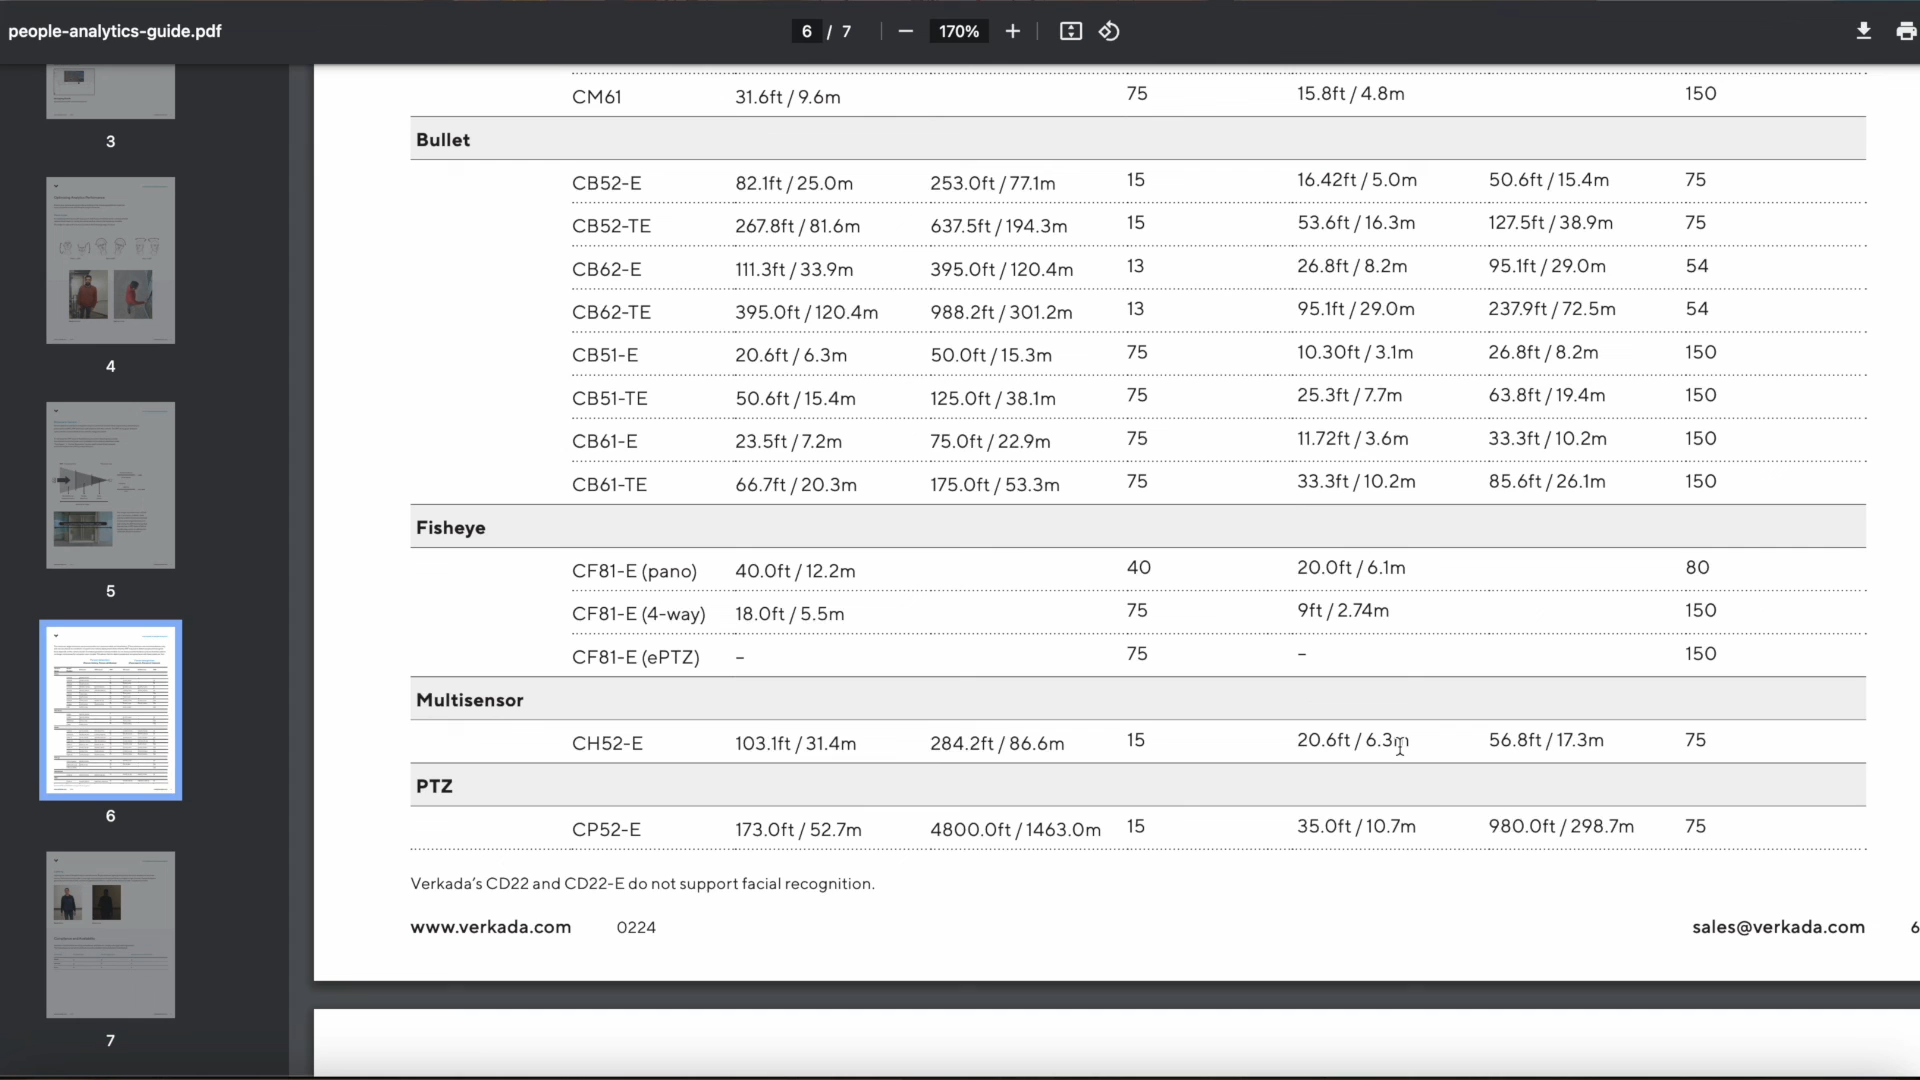 people-analytics-guide.pdf 6 / 7 170%
3
4
5
6
7
CM61 31.6ft / 9.6m 75 15.8ft / 4.8m 150
Bullet
CB52-E 82.1ft / 25.0m 253.0ft / 77.1m 15 16.42ft / 5.0m 50.6ft / 15.4m 75
CB52-TE 267.8ft / 81.6m 637.5ft / 194.3m 15 53.6ft / 16.3m 127.5ft / 38.9m 75
CB62-E 111.3ft / 33.9m 395.0ft / 120.4m 13 26.8ft / 8.2m 95.1ft / 29.0m 54
CB62-TE 395.0ft / 120.4m 988.2ft / 301.2m 13 95.1ft / 29.0m 237.9ft / 72.5m 54
CB51-E 20.6ft / 6.3m 50.0ft / 15.3m 75 10.30ft / 3.1m 26.8ft / 8.2m 150
CB51-TE 50.6ft / 15.4m 125.0ft / 38.1m 75 25.3ft / 7.7m 63.8ft / 19.4m 150
CB61-E 23.5ft / 7.2m 75.0ft / 22.9m 75 11.72ft / 3.6m 33.3ft / 10.2m 150
CB61-TE 66.7ft / 20.3m 175.0ft / 53.3m 75 33.3ft / 10.2m 85.6ft / 26.1m 150
Fisheye
CF81-E (pano) 40.0ft / 12.2m 40 20.0ft / 6.1m 80
CF81-E (4-way) 18.0ft / 5.5m 75 9ft / 2.74m 150
CF81-E (ePTZ) – 75 – 150
Multisensor
CH52-E 103.1ft / 31.4m 284.2ft / 86.6m 15 20.6ft / 6.3m 56.8ft / 17.3m 75
PTZ
CP52-E 173.0ft / 52.7m 4800.0ft / 1463.0m 15 35.0ft / 10.7m 980.0ft / 298.7m 75
Verkada's CD22 and CD22-E do not support facial recognition.
www.verkada.com 0224 sales@verkada.com 6